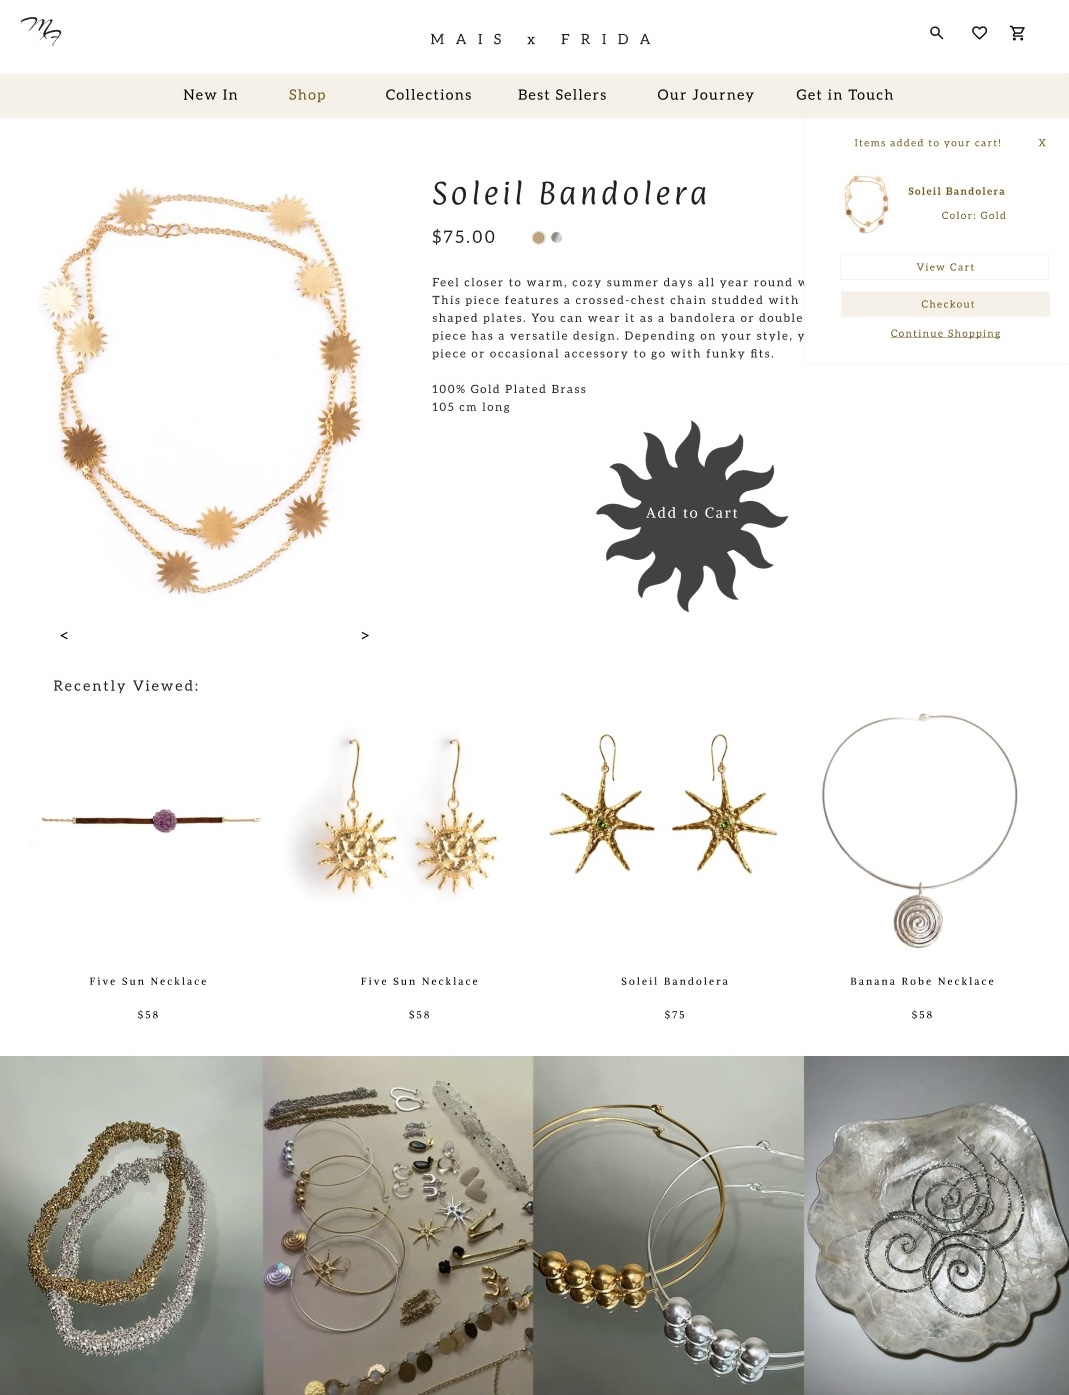 MF
MAIS x FRIDA
New In Shop Collections Best Sellers Our Journey Get in Touch
Items added to your cart! X
Soleil Bandolera
Color: Gold
View Cart
Checkout
Continue Shopping
Soleil Bandolera
$75.00
Feel closer to warm, cozy summer days all year round
This piece features a crossed-chest chain studded with
shaped plates. You can wear it as a bandolera or double
piece has a versatile design. Depending on your style,
piece or occasional accessory to go with funky fits.
100% Gold Plated Brass
105 cm long
Add to Cart
< >
Recently Viewed:
Five Sun Necklace Five Sun Necklace Soleil Bandolera Banana Robe Necklace
$58 $58 $75 $58